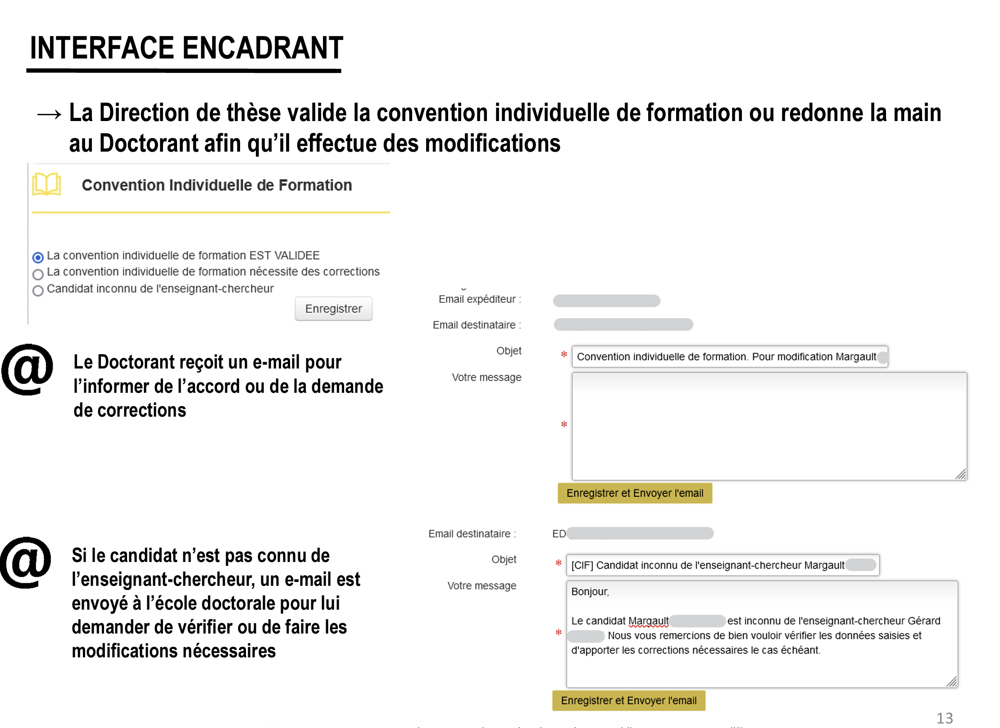 INTERFACE ENCADRANT
→ La Direction de thèse valide la convention individuelle de formation ou redonne la main
au Doctorant afin qu’il effectue des modifications
Convention Individuelle de Formation
La convention individuelle de formation EST VALIDEE
La convention individuelle de formation nécessite des corrections
Candidat inconnu de l'enseignant-chercheur
Enregistrer
Email expéditeur :
Email destinataire :
Objet
* Convention individuelle de formation. Pour modification Margault
Votre message
*
Enregistrer et Envoyer l'email
@ Le Doctorant reçoit un e-mail pour
l’informer de l’accord ou de la demande
de corrections
@ Si le candidat n’est pas connu de
l’enseignant-chercheur, un e-mail est
envoyé à l’école doctorale pour lui
demander de vérifier ou de faire les
modifications nécessaires
Email destinataire : ED
Objet
* [CIF] Candidat inconnu de l'enseignant-chercheur Margault
Votre message
Bonjour,
Le candidat Margault est inconnu de l'enseignant-chercheur Gérard
* Nous vous remercions de bien vouloir vérifier les données saisies et
d'apporter les corrections nécessaires le cas échéant.
Enregistrer et Envoyer l'email
13